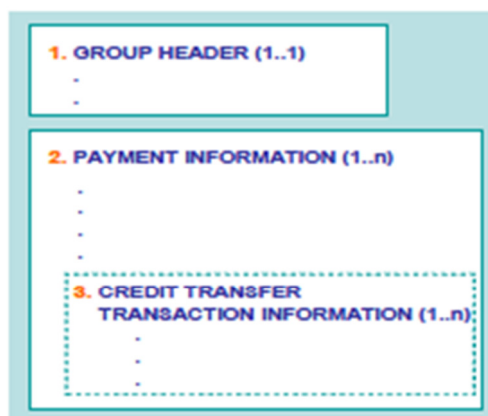 1. GROUP HEADER (1..1)
.
.
2. PAYMENT INFORMATION (1..n)
.
.
.
.
3. CREDIT TRANSFER
TRANSACTION INFORMATION (1..n)
.
.
.